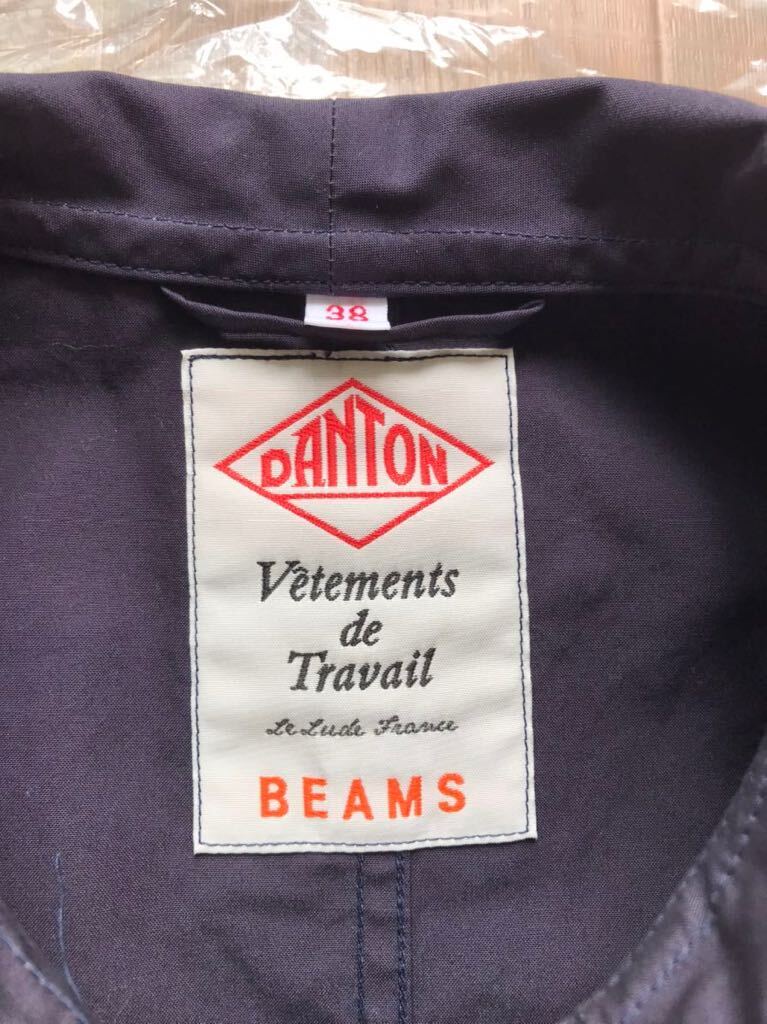 38
DANTON
Vêtements
de
Travail
Le Lude France
BEAMS